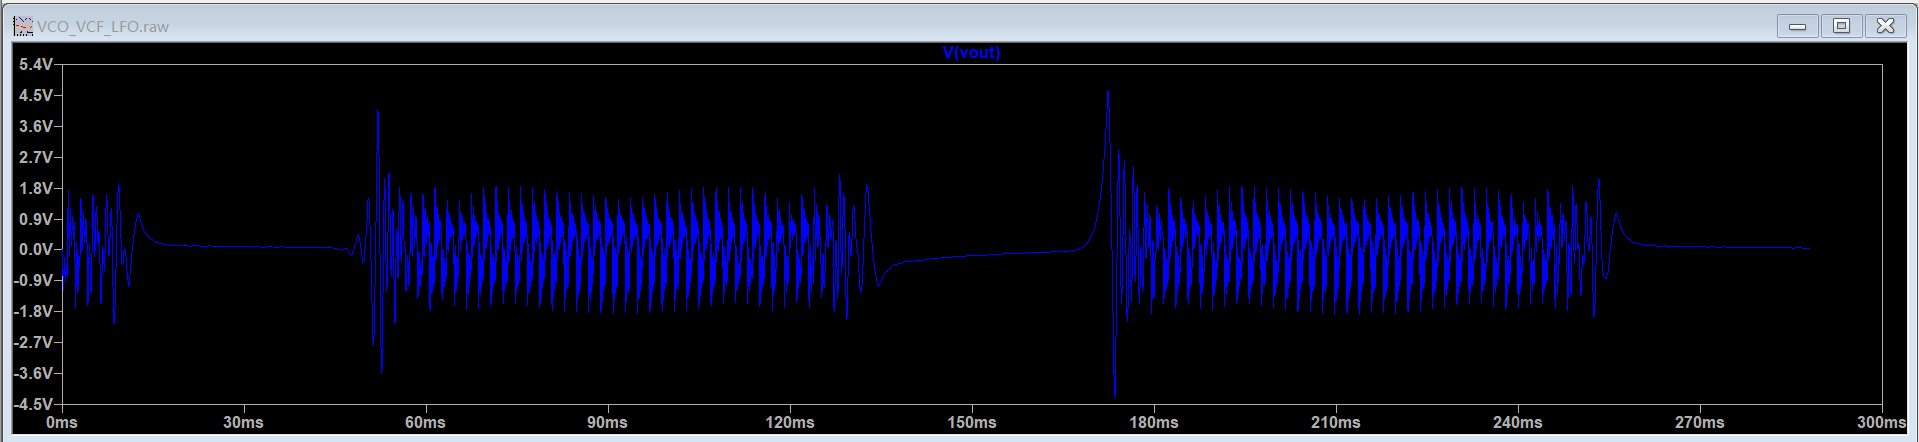 VCO_VCF_LFO.raw
V(vout)
5.4V
4.5V
3.6V
2.7V
1.8V
0.9V
0.0V
-0.9V
-1.8V
-2.7V
-3.6V
-4.5V
0ms 30ms 60ms 90ms 120ms 150ms 180ms 210ms 240ms 270ms 300ms